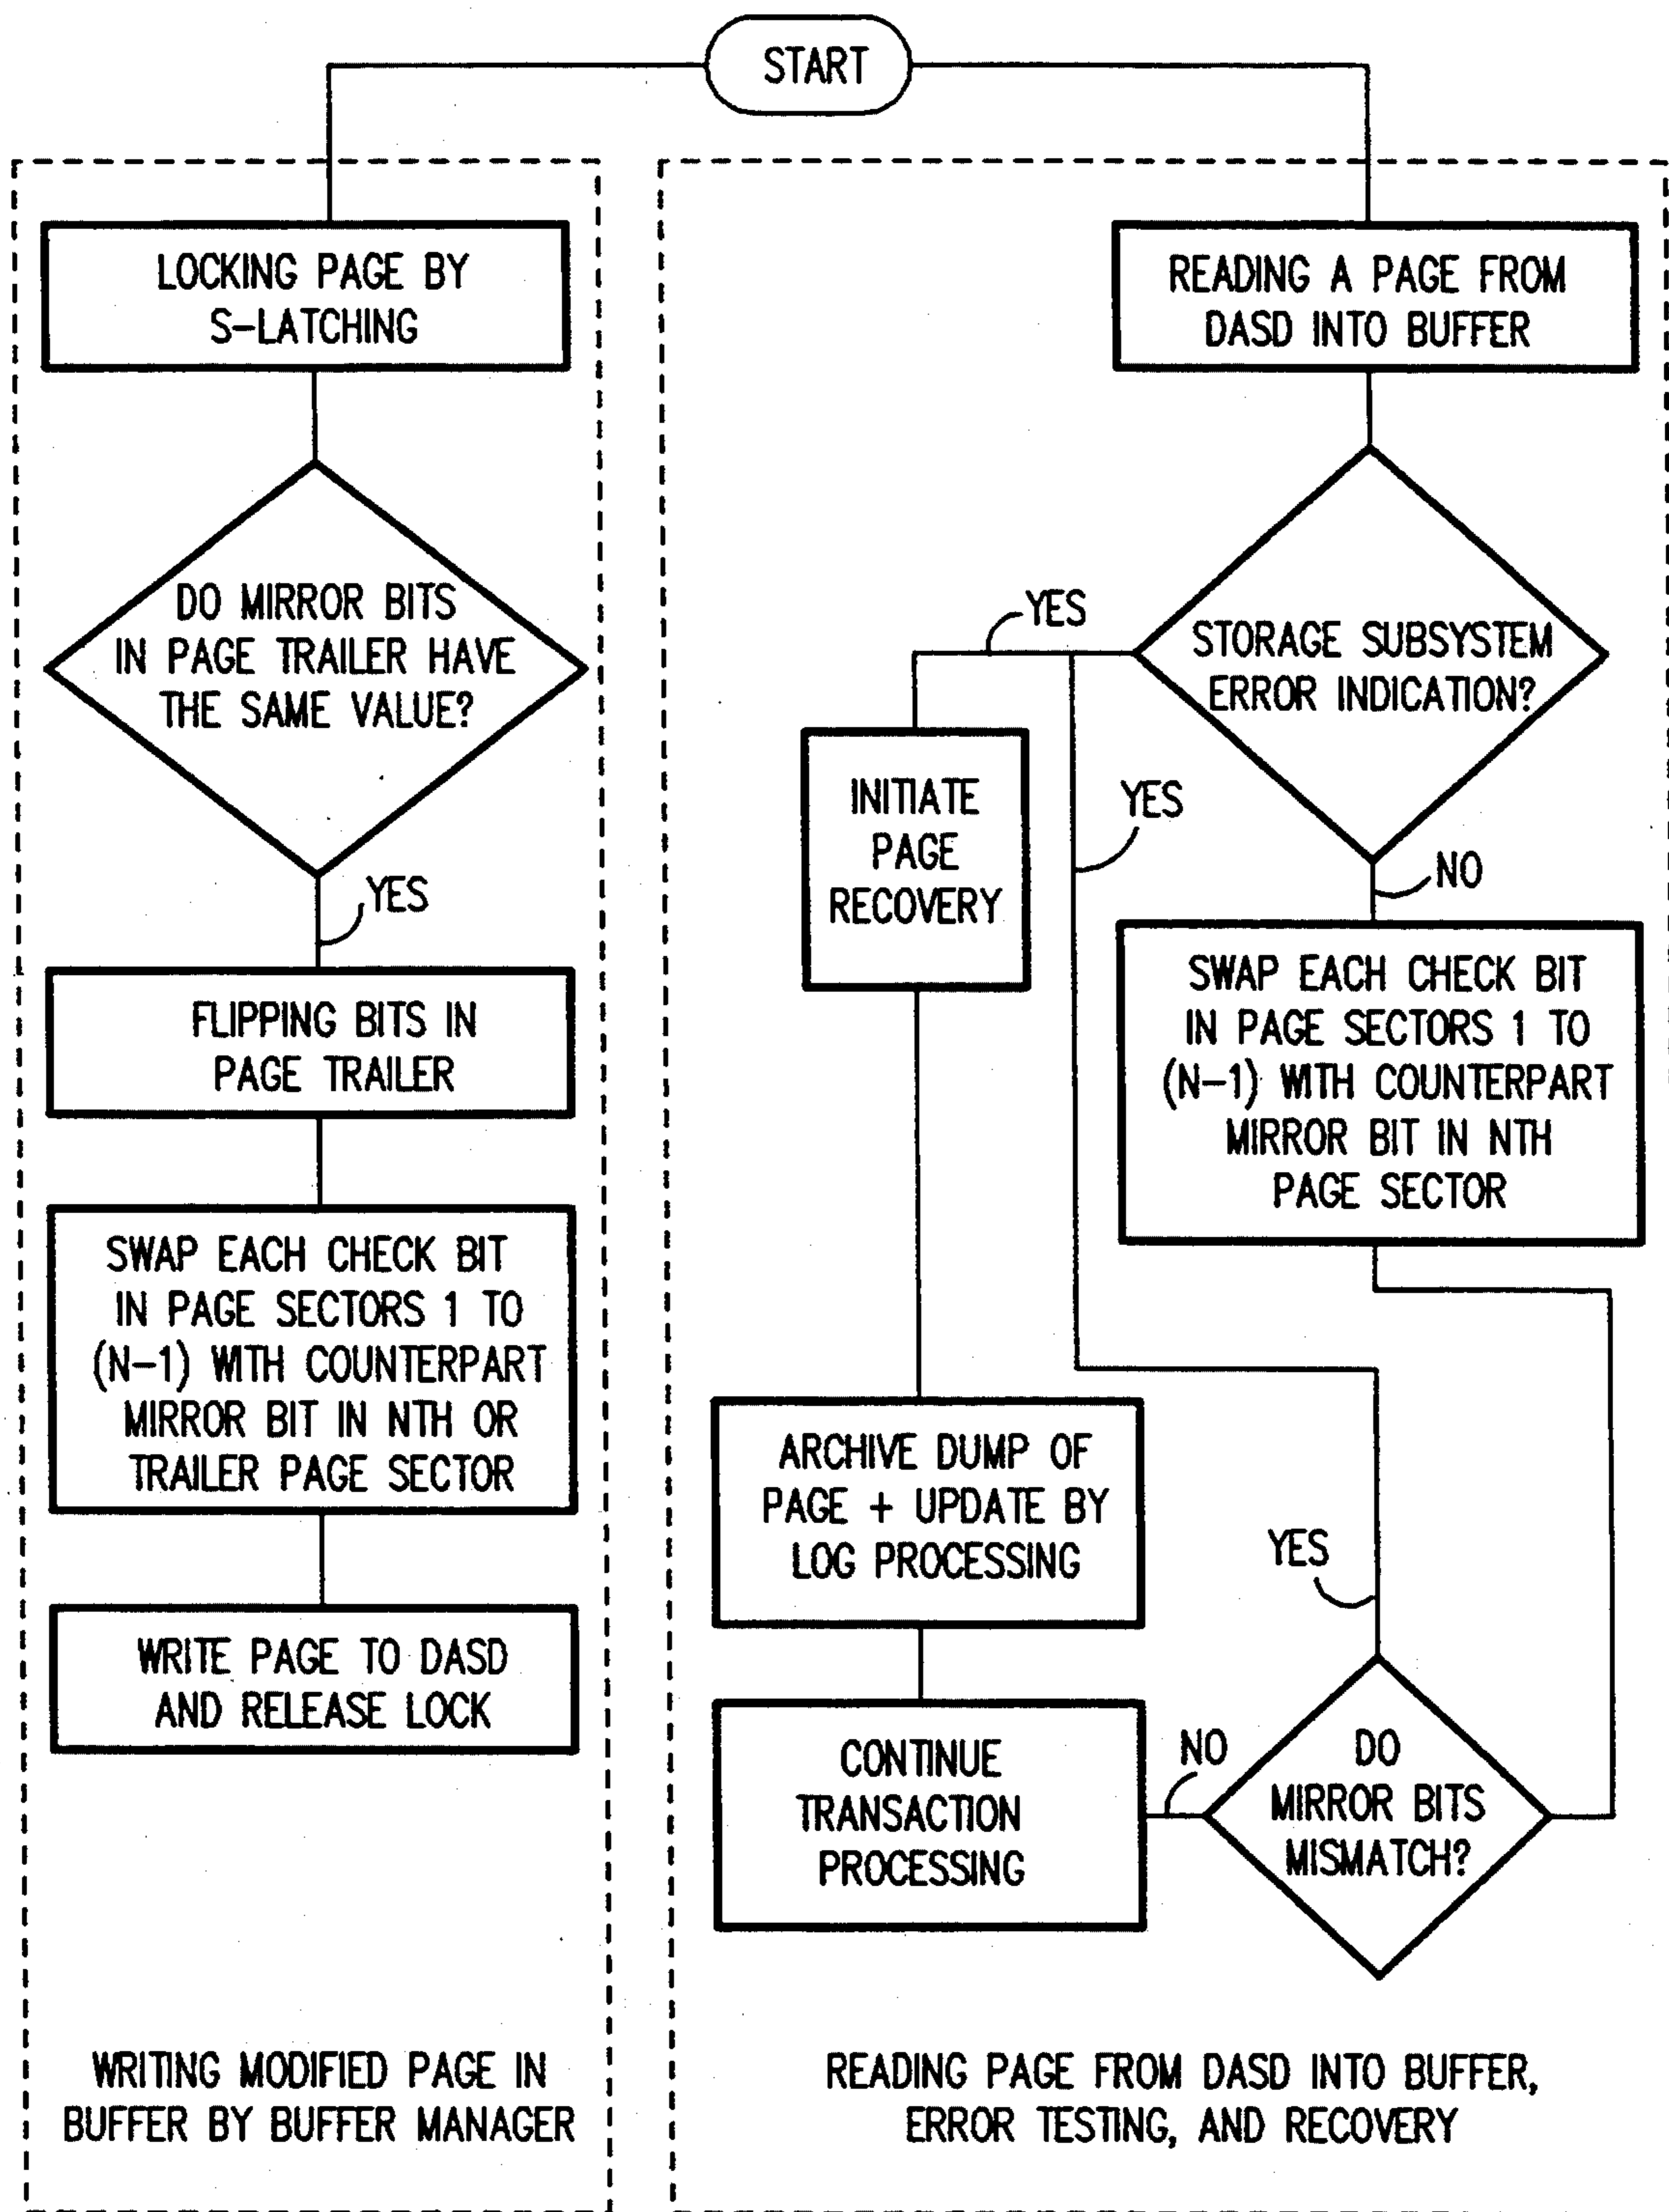 START
LOCKING PAGE BY
S-LATCHING
DO MIRROR BITS
IN PAGE TRAILER HAVE
THE SAME VALUE?
YES
FLIPPING BITS IN
PAGE TRAILER
SWAP EACH CHECK BIT
IN PAGE SECTORS 1 TO
(N-1) WITH COUNTERPART
MIRROR BIT IN NTH OR
TRAILER PAGE SECTOR
WRITE PAGE TO DASD
AND RELEASE LOCK
WRITING MODIFIED PAGE IN
BUFFER BY BUFFER MANAGER
READING A PAGE FROM
DASD INTO BUFFER
STORAGE SUBSYSTEM
ERROR INDICATION?
YES
YES
NO
INITIATE
PAGE
RECOVERY
SWAP EACH CHECK BIT
IN PAGE SECTORS 1 TO
(N-1) WITH COUNTERPART
MIRROR BIT IN NTH
PAGE SECTOR
ARCHIVE DUMP OF
PAGE + UPDATE BY
LOG PROCESSING
YES
CONTINUE
TRANSACTION
PROCESSING
NO
DO
MIRROR BITS
MISMATCH?
READING PAGE FROM DASD INTO BUFFER,
ERROR TESTING, AND RECOVERY